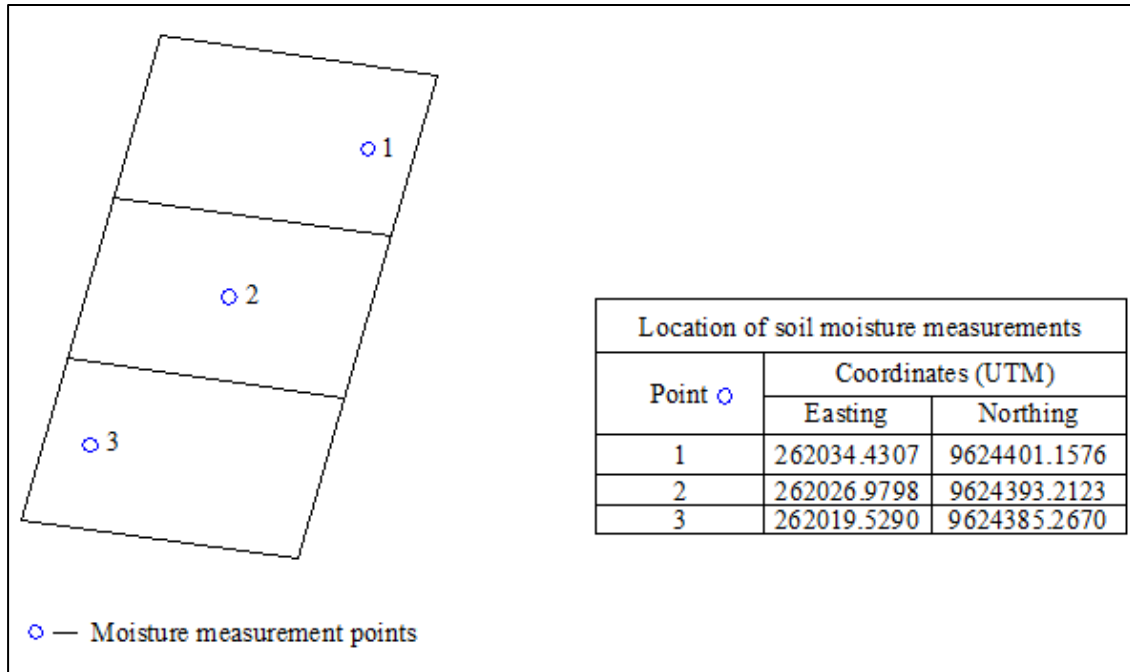 1
2
3
Location of soil moisture measurements
Point Coordinates (UTM)
Easting Northing
1 262034.4307 9624401.1576
2 262026.9798 9624393.2123
3 262019.5290 9624385.2670
— Moisture measurement points